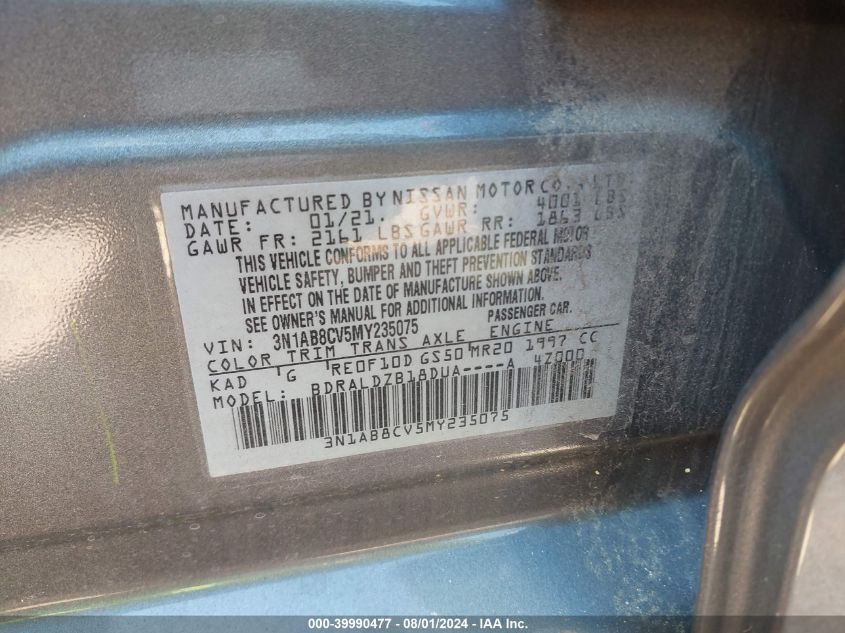 MANUFACTURED BY NISSAN MOTOR CO., LTD.
DATE: 01/21. GVWR: 4001 LBS
GAWR FR: 2161 LBS GAWR RR: 1863 LBS
THIS VEHICLE CONFORMS TO ALL APPLICABLE FEDERAL MOTOR
VEHICLE SAFETY, BUMPER AND THEFT PREVENTION STANDARDS
IN EFFECT ON THE DATE OF MANUFACTURE SHOWN ABOVE.
SEE OWNER'S MANUAL FOR ADDITIONAL INFORMATION.
VIN: 3N1AB8CV5MY235075 PASSENGER CAR.
COLOR TRIM TRANS AXLE ENGINE
KAD G RE0F10D GS50 MR20 1997 CC
MODEL: BDRALDZB18DUA----A 4Z000
3N1AB8CV5MY235075
000-39990477 — 08/01/2024 — IAA Inc.